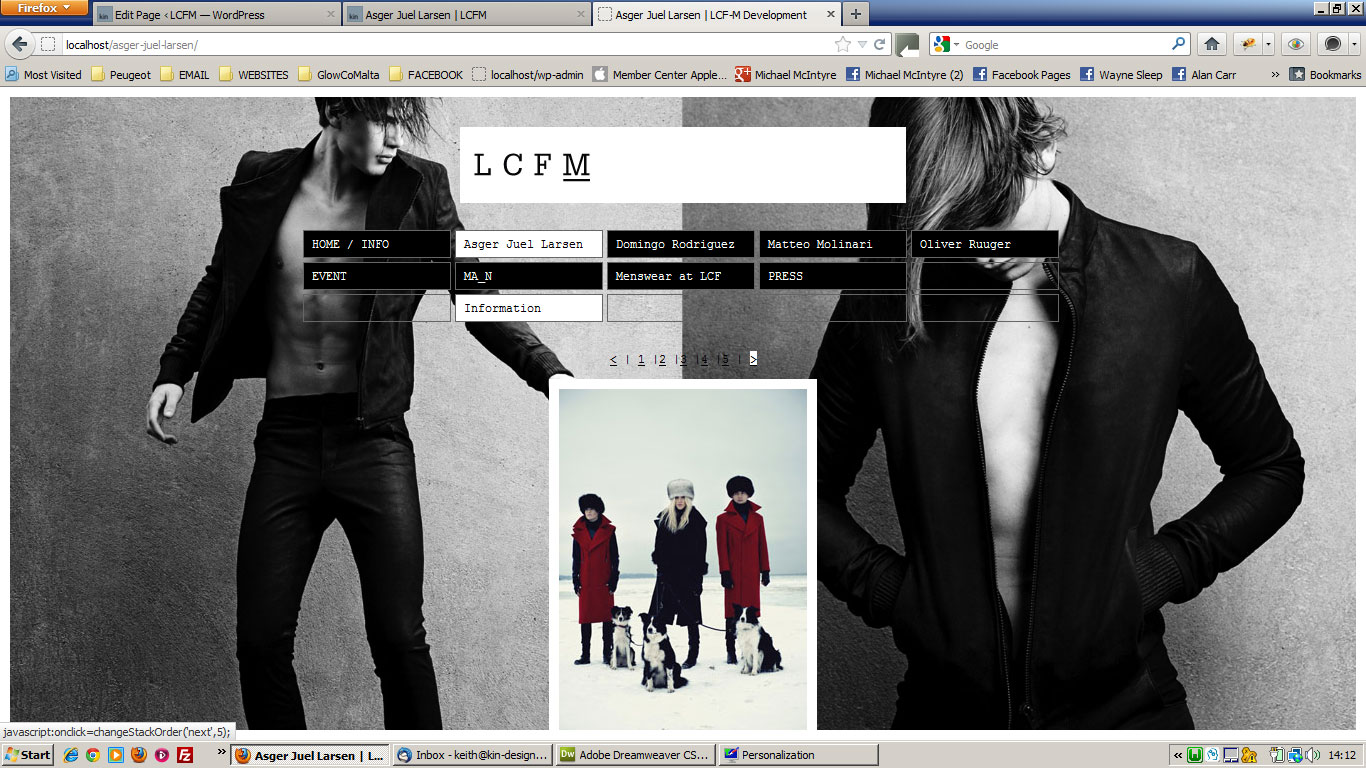 Firefox
Edit Page ‹ LCFM — WordPress
Asger Juel Larsen | LCFM
Asger Juel Larsen | LCF-M Development
localhost/asger-juel-larsen/
Google
Most Visited
Peugeot
EMAIL
WEBSITES
GlowCoMalta
FACEBOOK
localhost/wp-admin
Member Center Apple...
Michael McIntyre
Michael McIntyre (2)
Facebook Pages
Wayne Sleep
Alan Carr
»
Bookmarks
L C F M
HOME / INFO
Asger Juel Larsen
Domingo Rodriguez
Matteo Molinari
Oliver Ruuger
EVENT
MA_N
Menswear at LCF
PRESS
Information
< | 1 |2 |3 |4 |5 | >
javascript:onclick=changeStackOrder('next',5);
Start
»
Asger Juel Larsen | L...
Inbox - keith@kin-design...
Adobe Dreamweaver CS...
Personalization
«
14:12